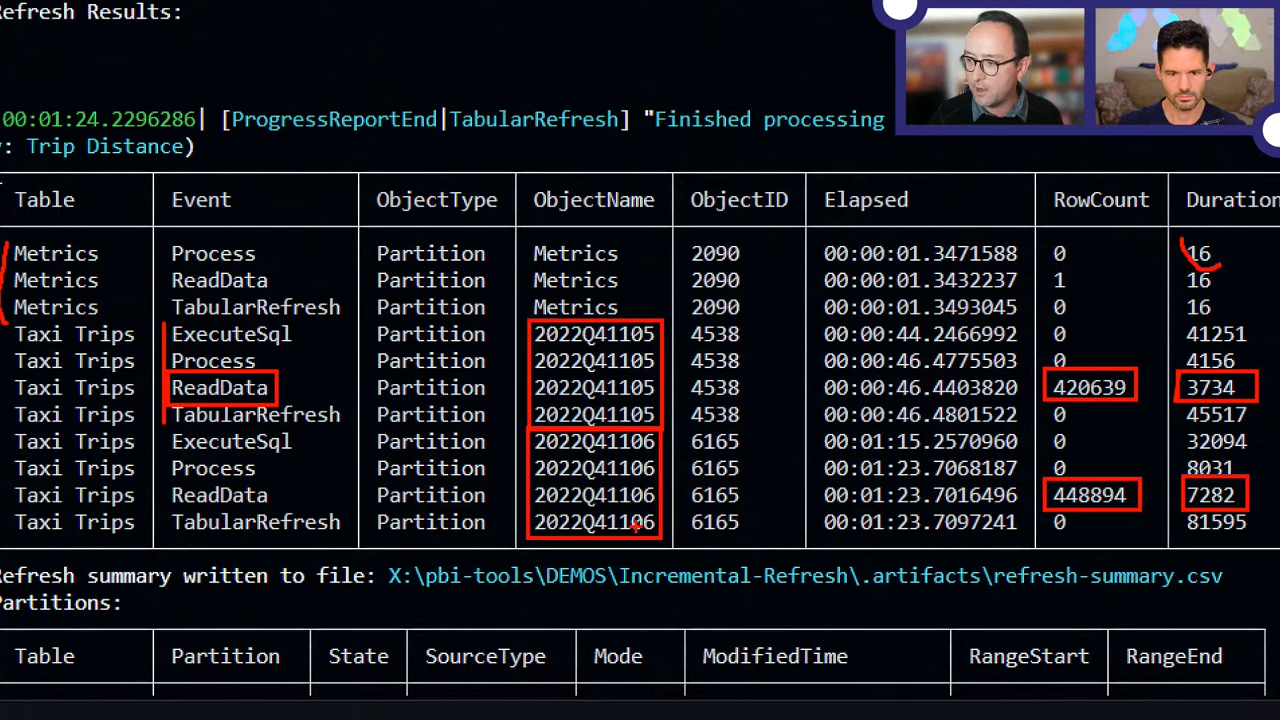 Refresh Results:
00:01:24.2296286| [ProgressReportEnd|TabularRefresh] "Finished processing
: Trip Distance)
Table Event ObjectType ObjectName ObjectID Elapsed RowCount Duration
Metrics Process Partition Metrics 2090 00:00:01.3471588 0 16
Metrics ReadData Partition Metrics 2090 00:00:01.3432237 1 16
Metrics TabularRefresh Partition Metrics 2090 00:00:01.3493045 0 16
Taxi Trips ExecuteSql Partition 2022Q41105 4538 00:00:44.2466992 0 41251
Taxi Trips Process Partition 2022Q41105 4538 00:00:46.4775503 0 4156
Taxi Trips ReadData Partition 2022Q41105 4538 00:00:46.4403820 420639 3734
Taxi Trips TabularRefresh Partition 2022Q41105 4538 00:00:46.4801522 0 45517
Taxi Trips ExecuteSql Partition 2022Q41106 6165 00:01:15.2570960 0 32094
Taxi Trips Process Partition 2022Q41106 6165 00:01:23.7068187 0 8031
Taxi Trips ReadData Partition 2022Q41106 6165 00:01:23.7016496 448894 7282
Taxi Trips TabularRefresh Partition 2022Q41106 6165 00:01:23.7097241 0 81595
Refresh summary written to file: X:\pbi-tools\DEMOS\Incremental-Refresh\.artifacts\refresh-summary.csv
Partitions:
Table Partition State SourceType Mode ModifiedTime RangeStart RangeEnd